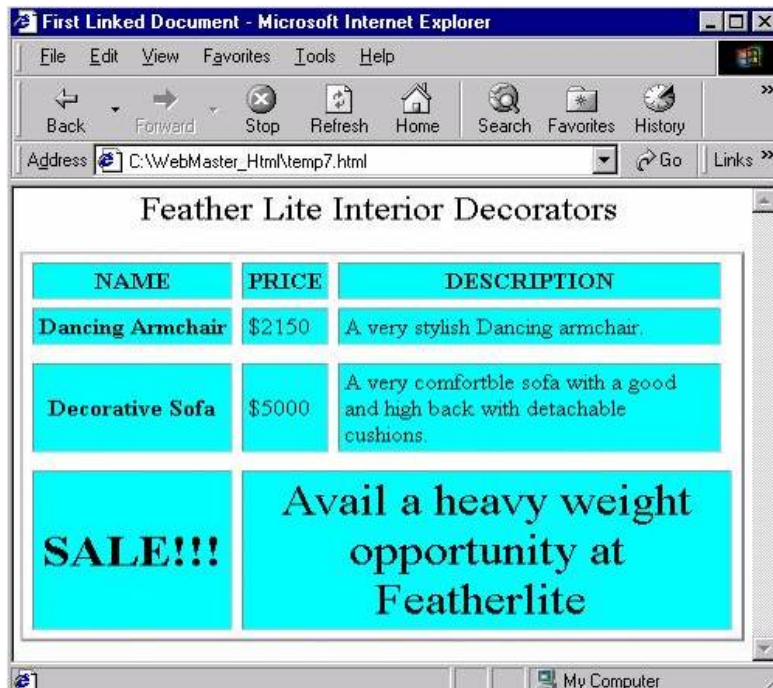 First Linked Document - Microsoft Internet Explorer
File Edit View Favorites Tools Help
Back Forward Stop Refresh Home Search Favorites History »
Address C:\WebMaster_Html\temp7.html Go Links »
Feather Lite Interior Decorators
NAME PRICE DESCRIPTION
Dancing Armchair $2150 A very stylish Dancing armchair.
Decorative Sofa $5000 A very comfortble sofa with a good
and high back with detachable
cushions.
SALE!!! Avail a heavy weight
opportunity at
Featherlite
My Computer